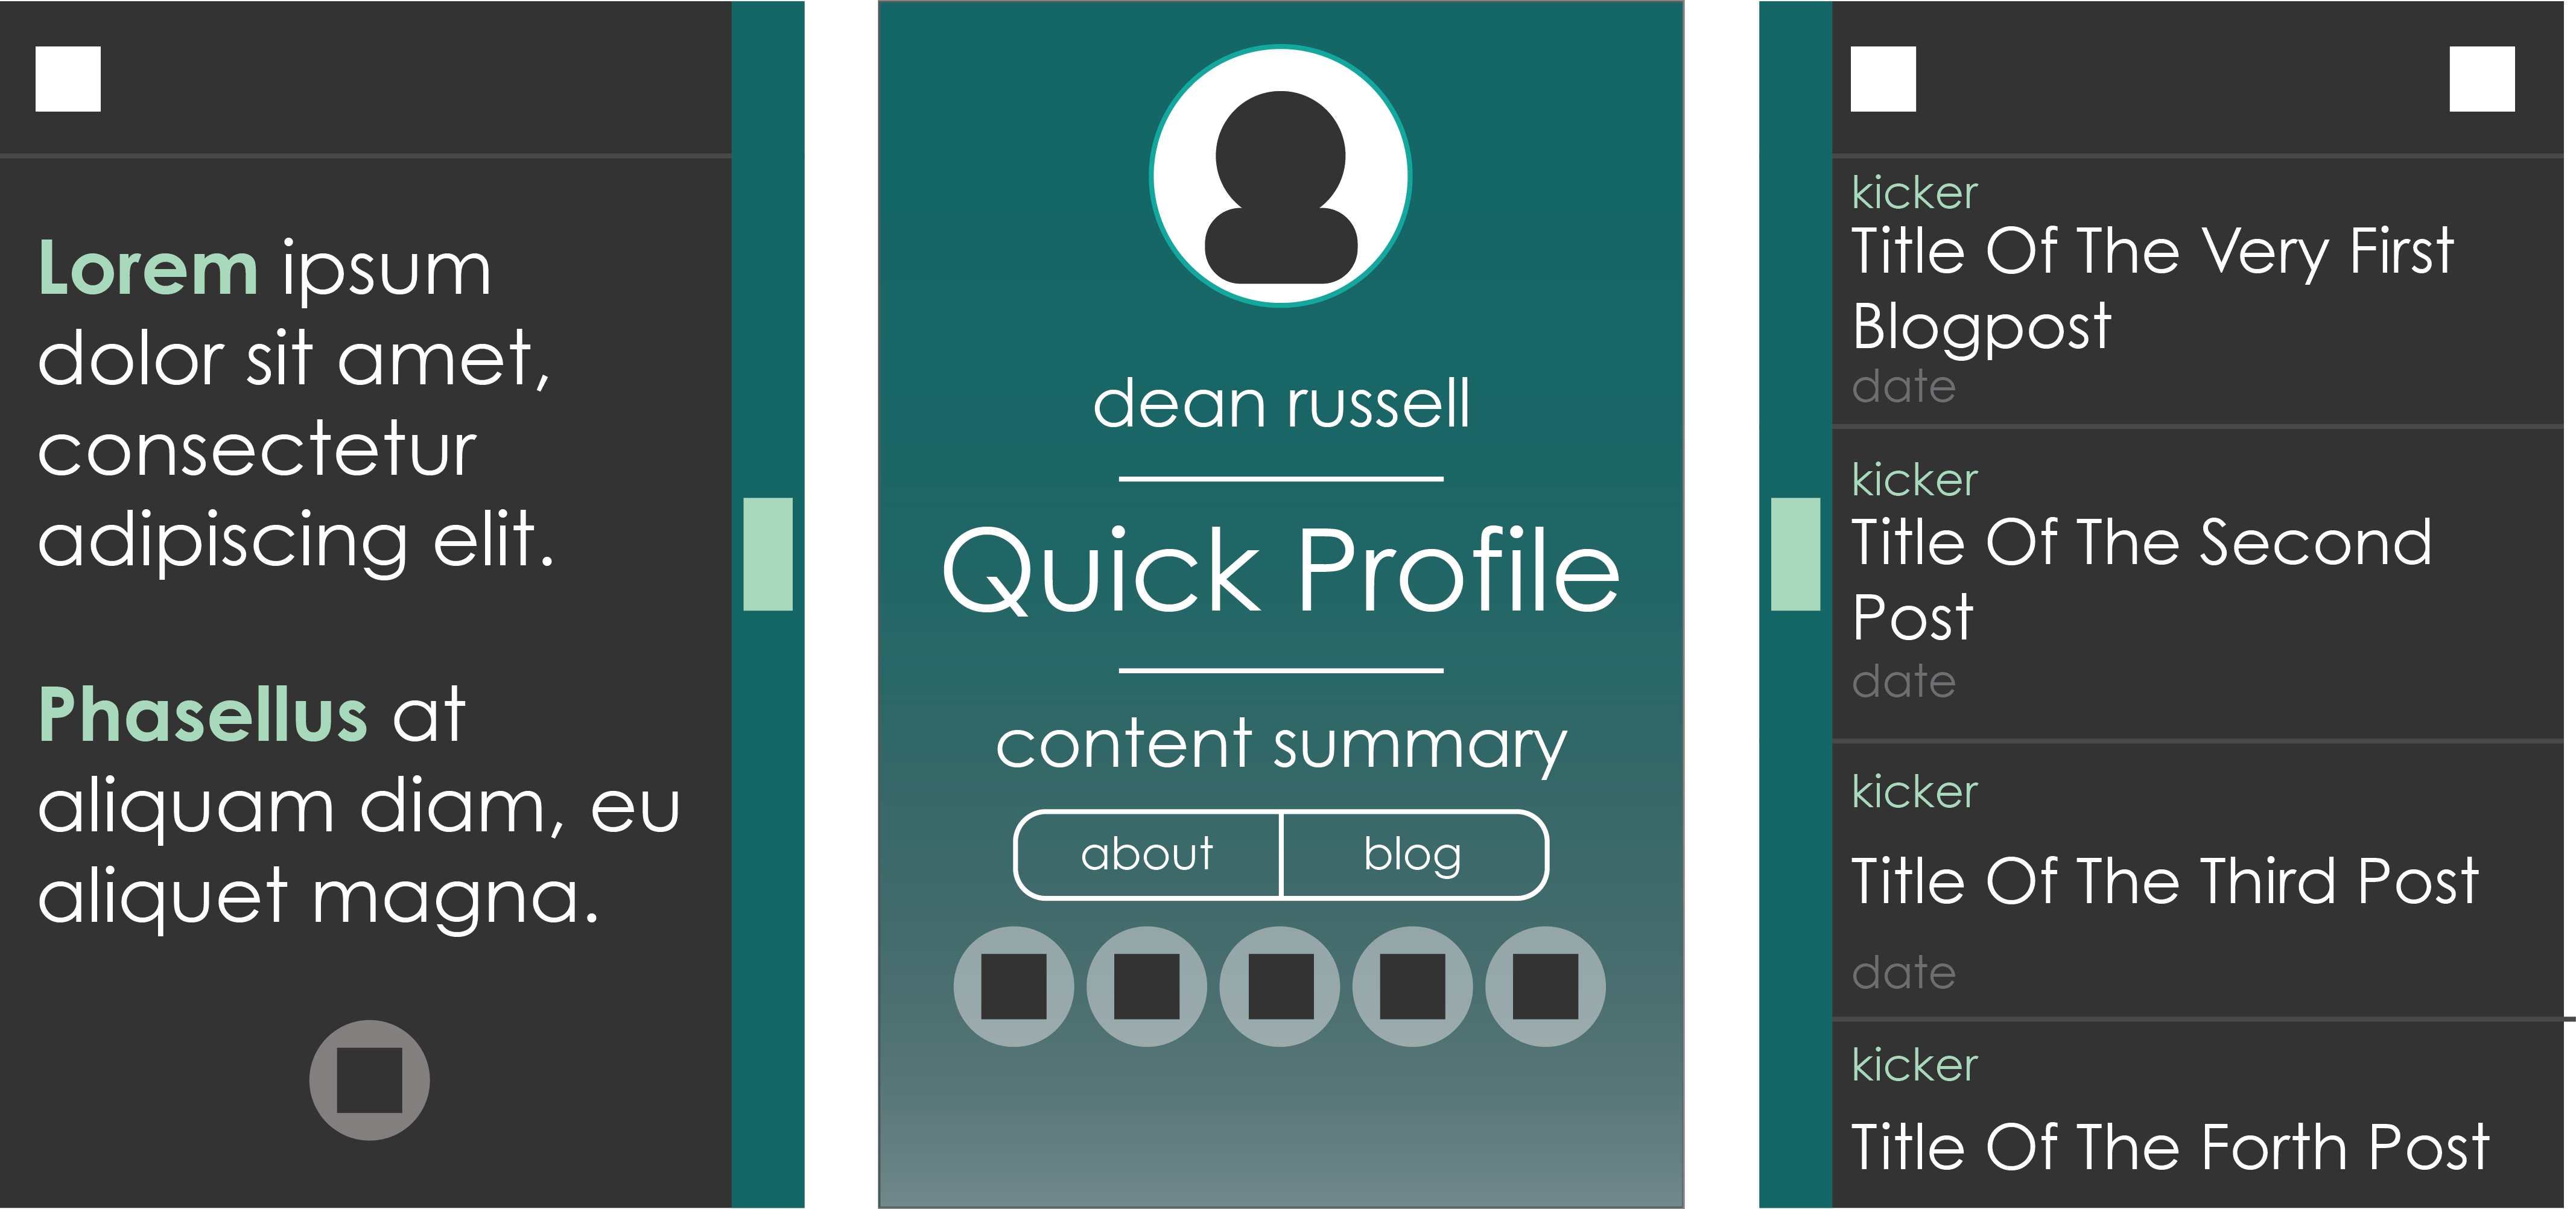 Lorem ipsum
dolor sit amet,
consectetur
adipiscing elit.
Phasellus at
aliquam diam, eu
aliquet magna.
dean russell
Quick Profile
content summary
about
blog
kicker
Title Of The Very First
Blogpost
date
kicker
Title Of The Second
Post
date
kicker
Title Of The Third Post
date
kicker
Title Of The Forth Post